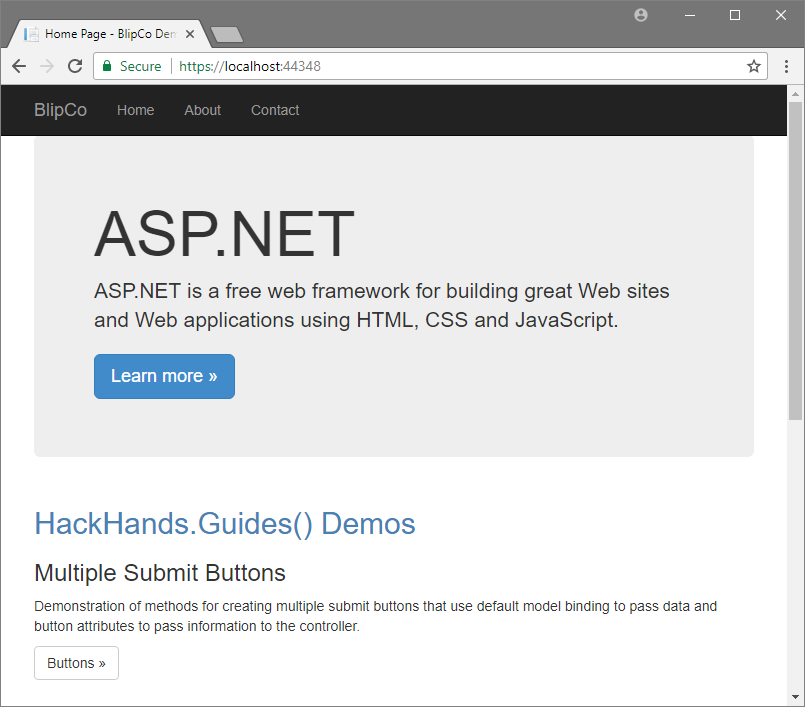 Home Page - BlipCo Dem
Secure https://localhost:44348
BlipCo Home About Contact
ASP.NET
ASP.NET is a free web framework for building great Web sites
and Web applications using HTML, CSS and JavaScript.
Learn more »
HackHands.Guides() Demos
Multiple Submit Buttons
Demonstration of methods for creating multiple submit buttons that use default model binding to pass data and
button attributes to pass information to the controller.
Buttons »